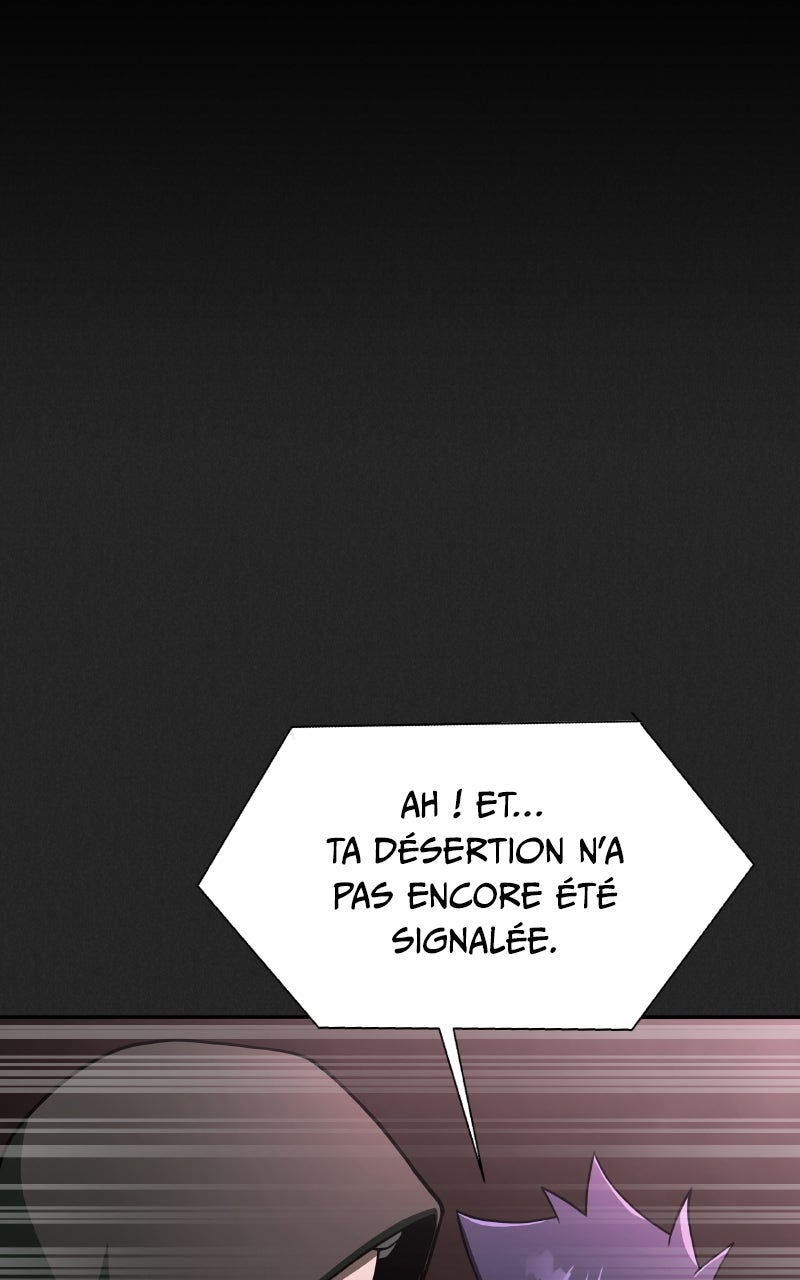 AH ! ET...
TA DÉSERTION N'A
PAS ENCORE ÉTÉ
SIGNALÉE.